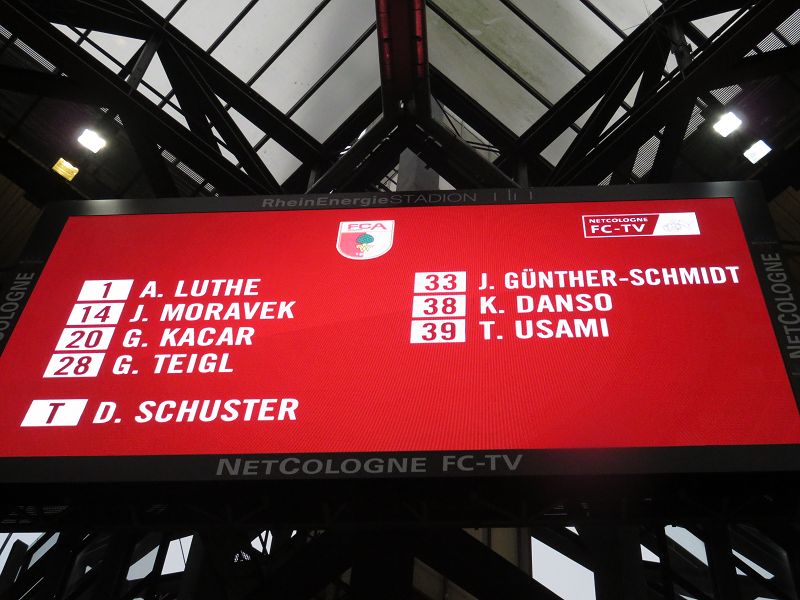 RheinEnergieSTADION
FCA
NETCOLOGNE
FC-TV
1 A. LUTHE
14 J. MORAVEK
20 G. KACAR
28 G. TEIGL
T D. SCHUSTER
33 J. GÜNTHER-SCHMIDT
38 K. DANSO
39 T. USAMI
NETCOLOGNE FC-TV
NETCOLOGNE
NETCOLOGNE